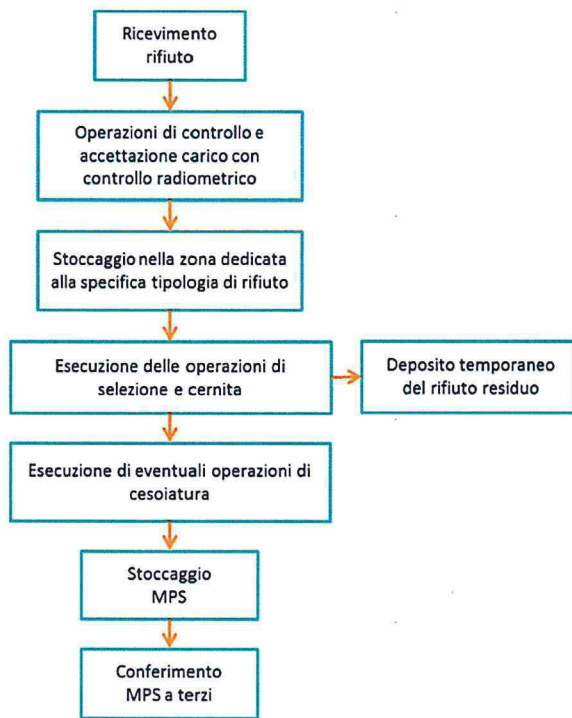 Ricevimento
rifiuto
Operazioni di controllo e
accettazione carico con
controllo radiometrico
Stoccaggio nella zona dedicata
alla specifica tipologia di rifiuto
Esecuzione delle operazioni di
selezione e cernita
Deposito temporaneo
del rifiuto residuo
Esecuzione di eventuali operazioni di
cesoiatura
Stoccaggio
MPS
Conferimento
MPS a terzi